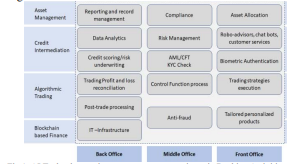 Asset
Management
Reporting and record
management
Compliance
Asset Allocation
Credit
Intermediation
Data Analytics
Risk Management
Robo-advisors, chat bots,
customer services
Credit scoring/risk
underwriting
AML/CFT
KYC Check
Biometric Authentication
Algorithmic
Trading
Trading Profit and loss
reconciliation
Control Function process
Trading strategies
execution
Post-trade processing
Anti-fraud
Tailored personalized
products
Blockchain
based Finance
IT -Infrastructure
Back Office
Middle Office
Front Office